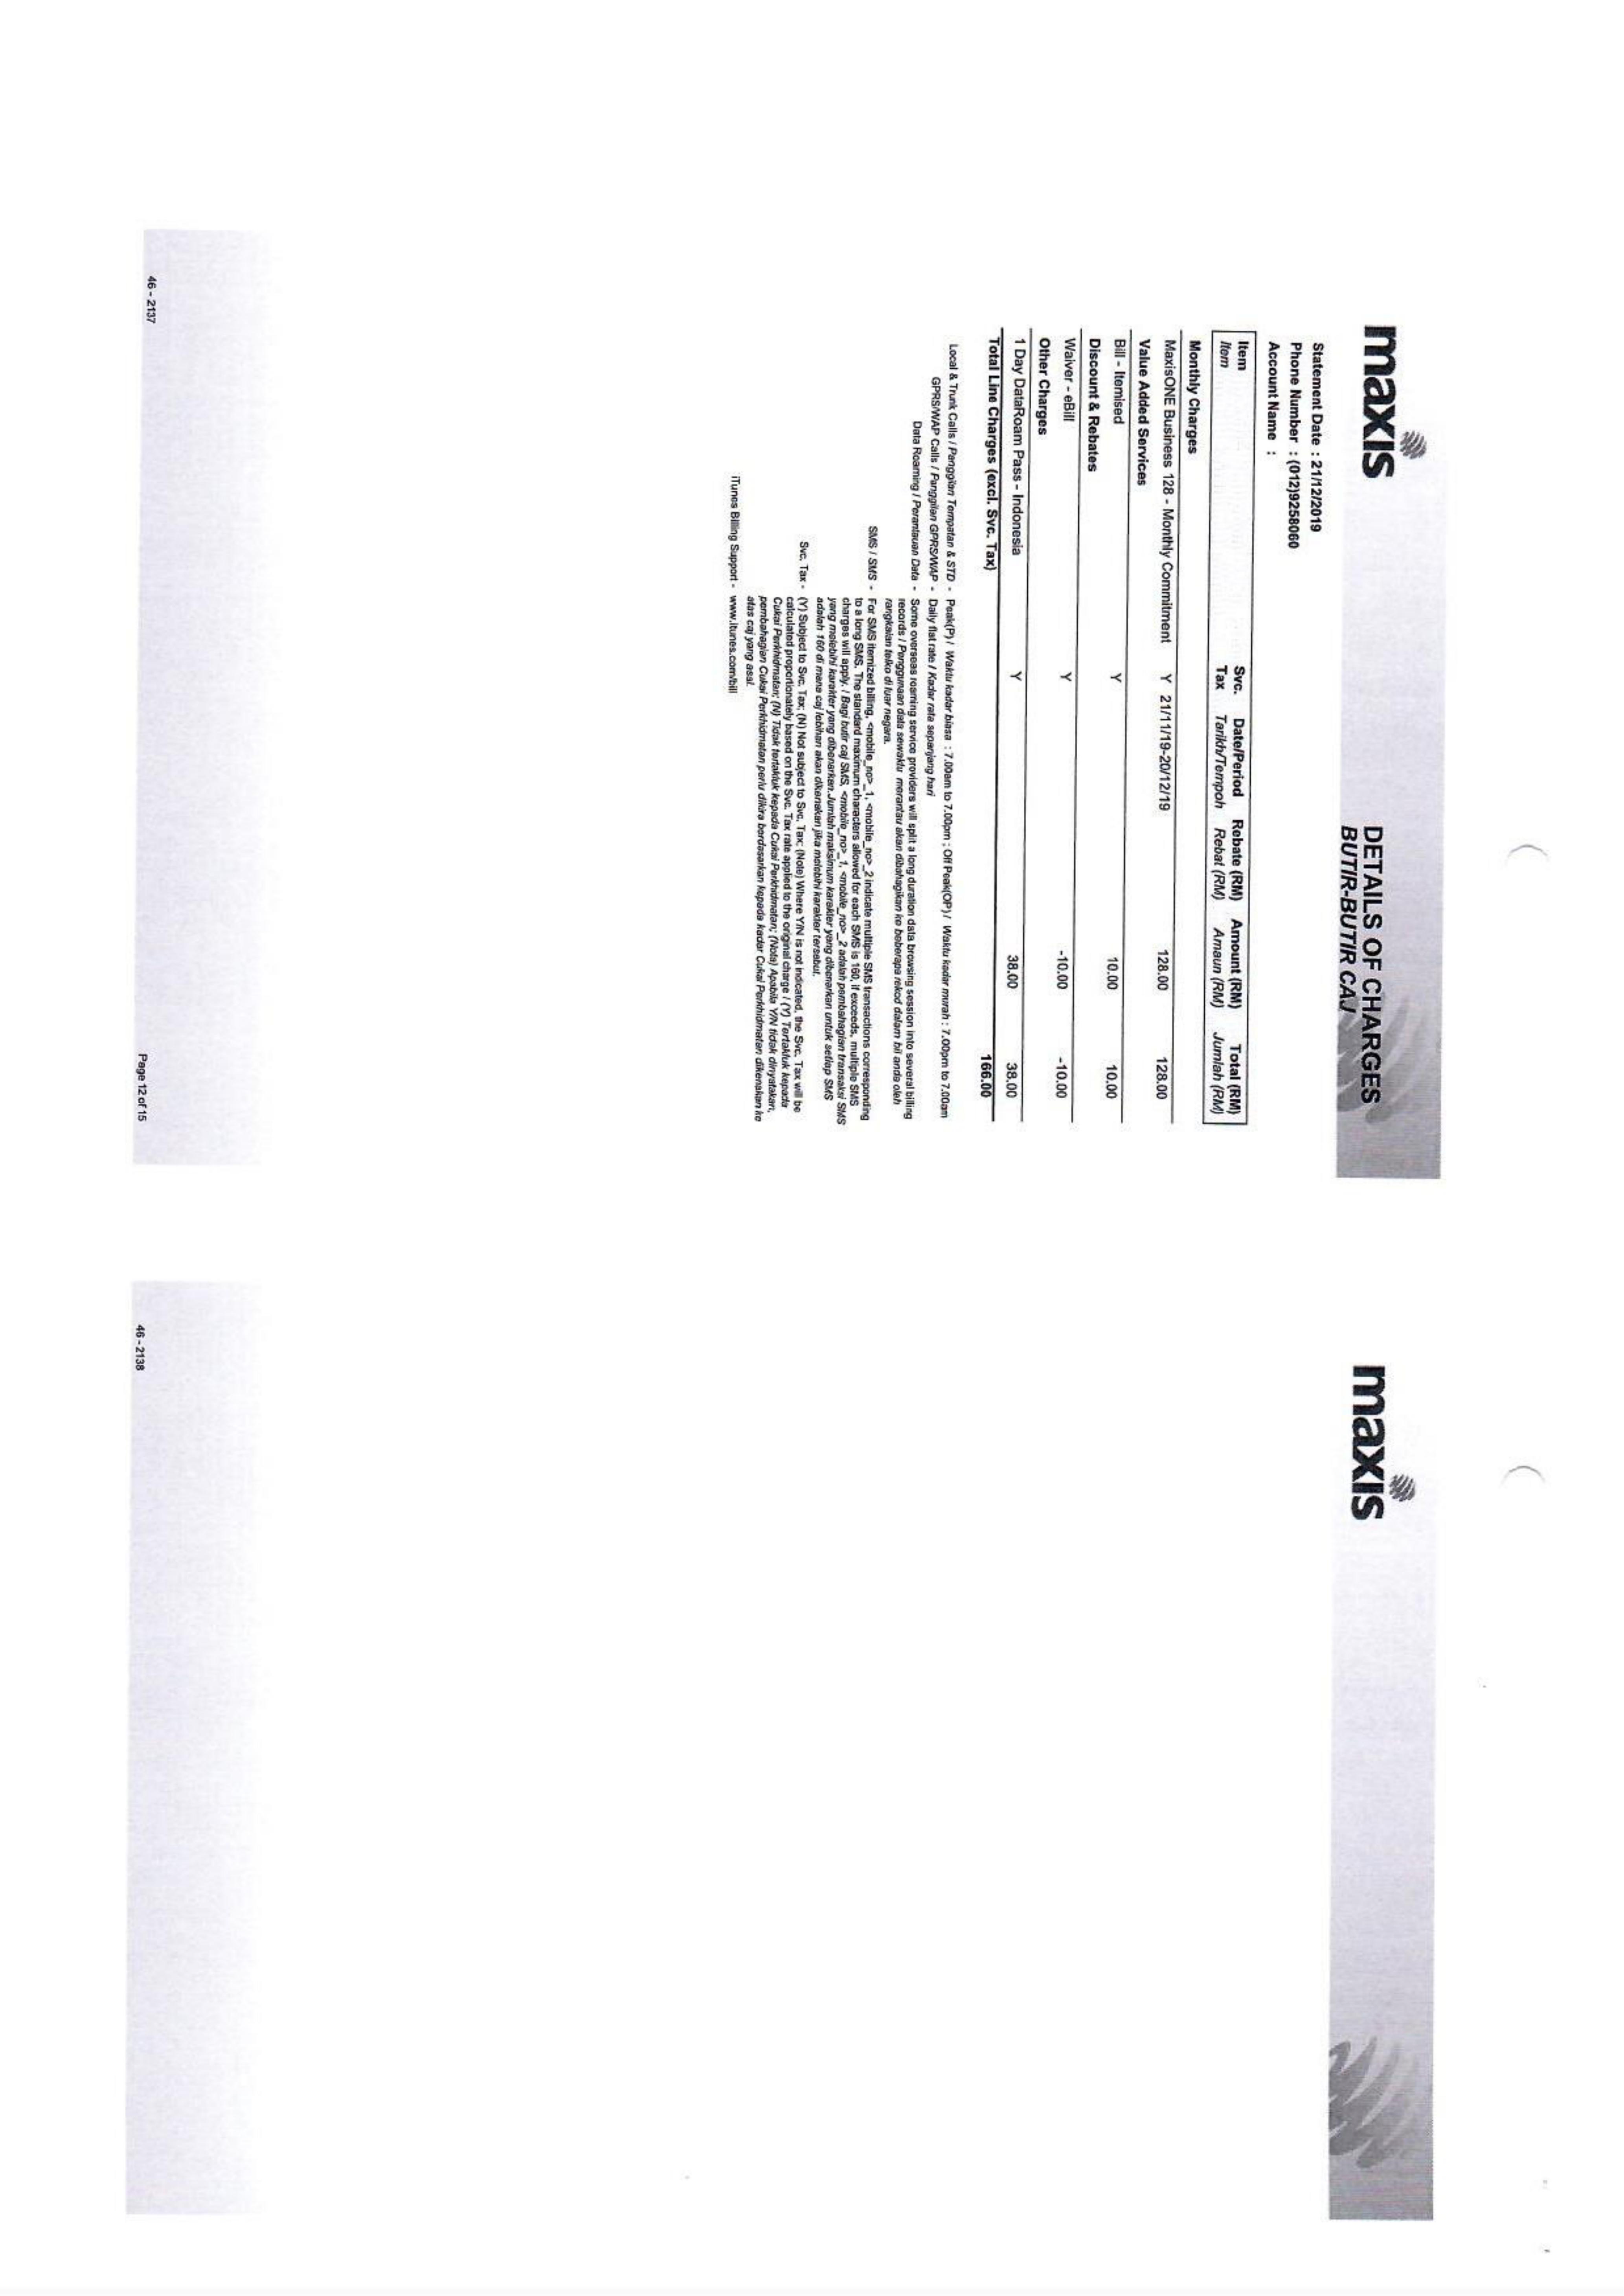 maxis
DETAILS OF CHARGES
BUTIR-BUTIR CAJ
Statement Date : 21/12/2019
Phone Number : (012)9258060
Account Name :
Item Svc. Date/Period Rebate (RM) Amount (RM) Total (RM)
Item Tax Tarikh/Tempoh Rebat (RM) Amaun (RM) Jumlah (RM)
Monthly Charges
MaxisONE Business 128 - Monthly Commitment Y 21/11/19-20/12/19 128.00 128.00
Value Added Services
Bill - Itemised Y 10.00 10.00
Discount & Rebates
Waiver - eBill Y -10.00 -10.00
Other Charges
1 Day DataRoam Pass - Indonesia Y 38.00 38.00
Total Line Charges (excl. Svc. Tax) 166.00
Local & Trunk Calls / Panggilan Tempatan & STD - Peak(P) / Waktu kadar biasa : 7.00am to 7.00pm ; Off Peak(OP) / Waktu kadar murah : 7.00pm to 7.00am
GPRS/WAP Calls / Panggilan GPRS/WAP - Daily flat rate / Kadar rata sepanjang hari
Data Roaming / Perantauan Data - Some overseas roaming service providers will split a long duration data browsing session into several billing
records / Penggunaan data sewaktu merantau akan dibahagikan ke beberapa rekod dalam bil anda oleh
rangkaian telko di luar negara.
SMS / SMS - For SMS itemized billing, <mobile_no>_1, <mobile_no>_2 indicate multiple SMS transactions corresponding
to a long SMS. The standard maximum characters allowed for each SMS is 160, if exceeds, multiple SMS
charges will apply. / Bagi butir caj SMS, <mobile_no>_1, <mobile_no>_2 adalah pembahagian transaksi SMS
yang melebihi karakter yang dibenarkan.Jumlah maksimum karakter yang dibenarkan untuk setiap SMS
adalah 160 di mana caj lebihan akan dikenakan jika melebihi karakter tersebut.
Svc. Tax - (Y) Subject to Svc. Tax; (N) Not subject to Svc. Tax; (Note) Where Y/N is not indicated, the Svc. Tax will be
calculated proportionately based on the Svc. Tax rate applied to the original charge / (Y) Tertakluk kepada
Cukai Perkhidmatan; (N) Tidak tertakluk kepada Cukai Perkhidmatan; (Nota) Apabila Y/N tidak dinyatakan,
pembahagian Cukai Perkhidmatan perlu dikira berdasarkan kepada kadar Cukai Perkhidmatan dikenakan ke
atas caj yang asal.
iTunes Billing Support - www.itunes.com/bill
46 - 2137
Page 12 of 15
maxis
46 - 2138